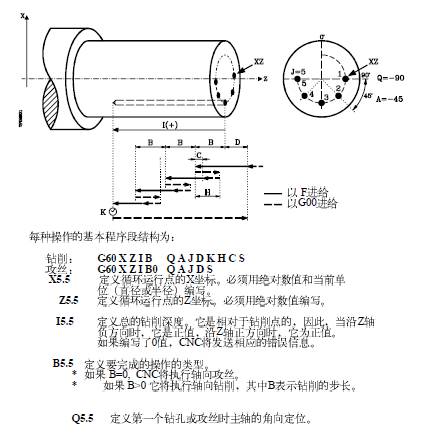 X
XZ
Z
I(+)
B
B
B
D
C
H
K
0°
XZ
J=5
1
90°
Q=-90
5
4
3
2
45°
A=-45
以 F进给
以G00进给
每种操作的基本程序段结构为:
钻削: G60 X Z I B Q A J D K H C S
攻丝: G60 X Z I B0 Q A J D S
X5.5 定义循环运行点的X坐标。必须用绝对数值和当前单
位(直径或半径)编写。
Z5.5 定义循环运行点的Z坐标。必须用绝对数值编写。
I5.5 定义总的钻削深度。它是相对于钻削点的,因此,当沿Z轴
负方向时,它是正值,沿Z轴正方向时,它为正值。
如果编写了0值,CNC将发送相应的错误信息。
B5.5 定义要完成的操作的类型。
* 如果 B=0, CNC将执行轴向攻丝。
* 如果 B>0 它将执行轴向钻削,其中B表示钻削的步长。
Q5.5 定义第一个钻孔或攻丝时主轴的角向定位。